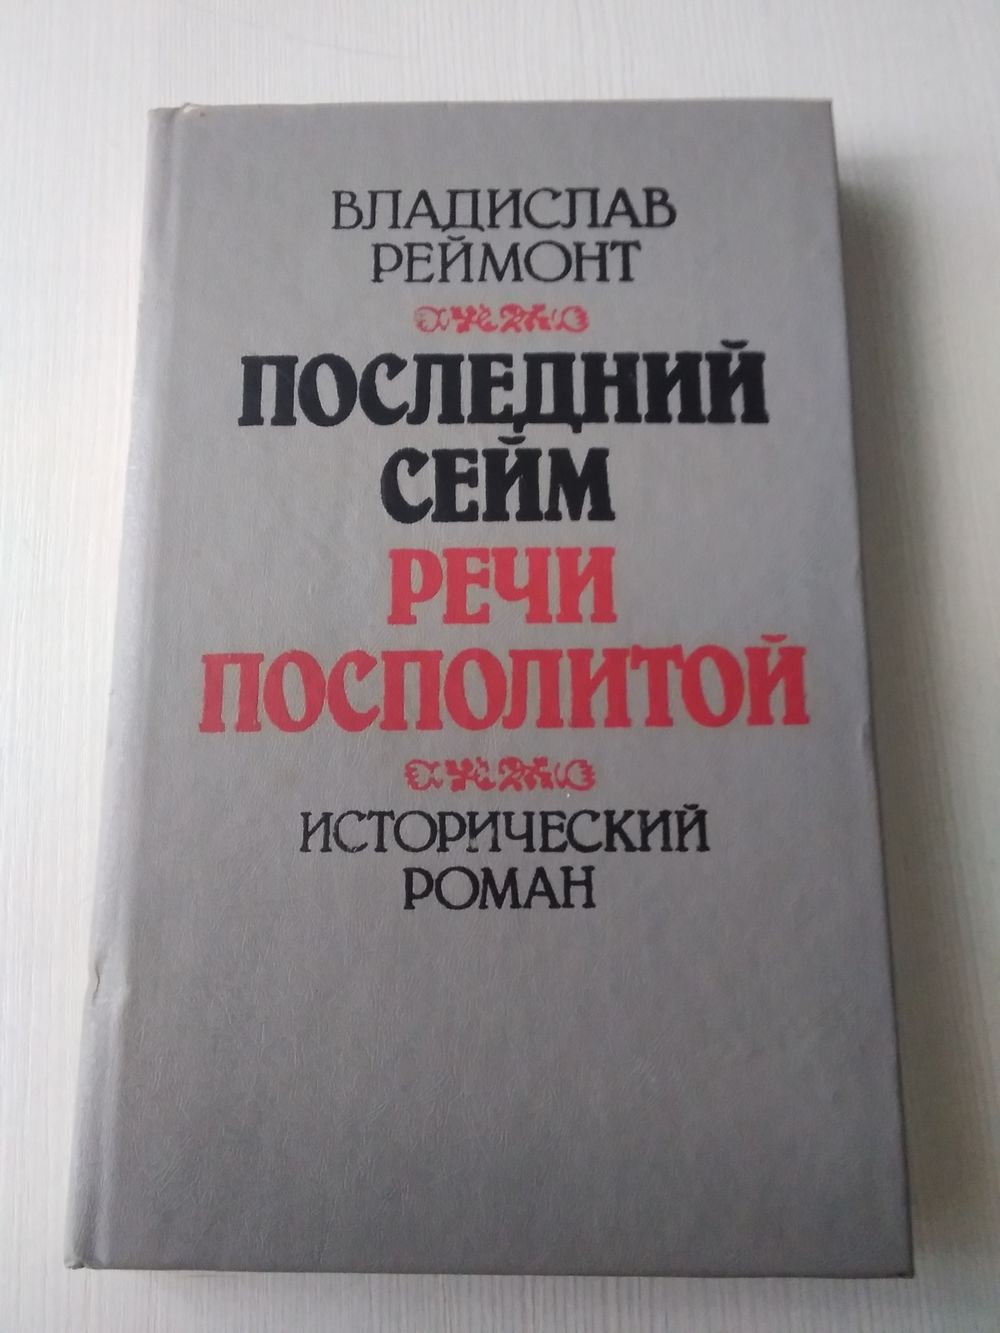 ВЛАДИСЛАВ
РЕЙМОНТ
ПОСЛЕДНИЙ
СЕЙМ
РЕЧИ
ПОСПОЛИТОЙ
ИСТОРИЧЕСКИЙ
РОМАН